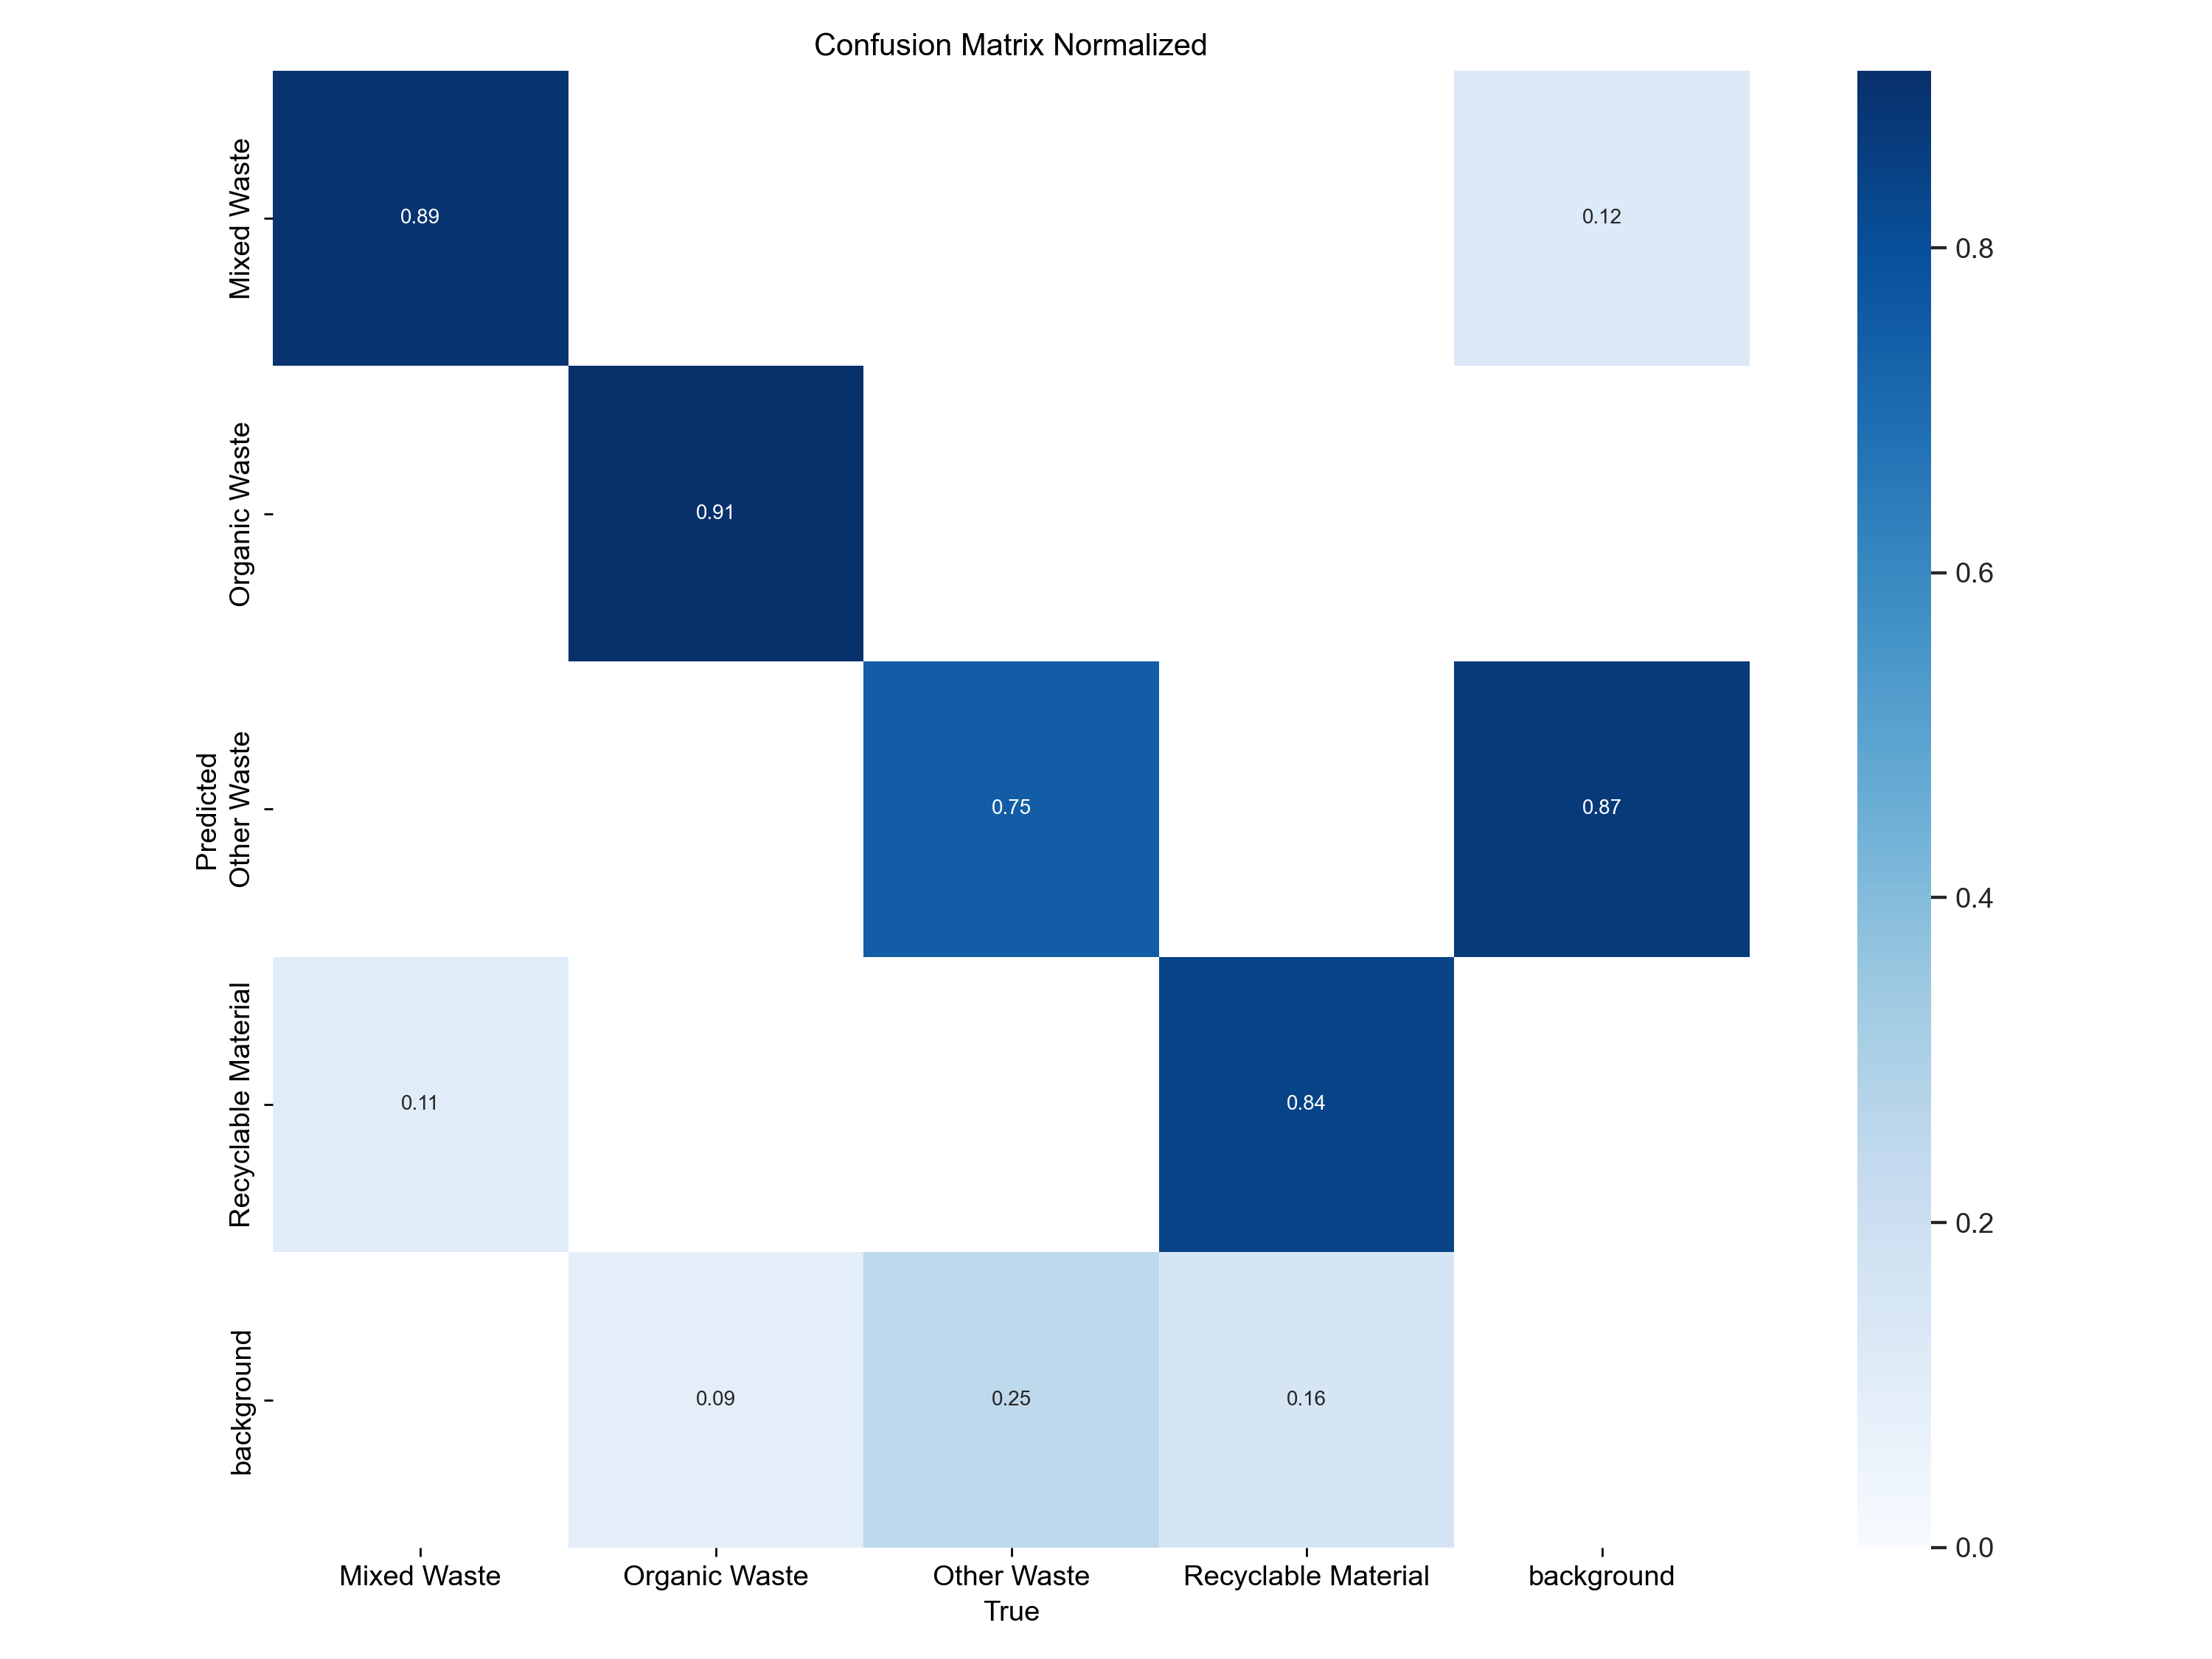 Confusion Matrix Normalized
Mixed Waste
Organic Waste
Predicted
Other Waste
Recyclable Material
background
0.89
0.12
0.91
0.75
0.87
0.11
0.84
0.09
0.25
0.16
Mixed Waste
Organic Waste
Other Waste
Recyclable Material
background
True
0.8
0.6
0.4
0.2
0.0